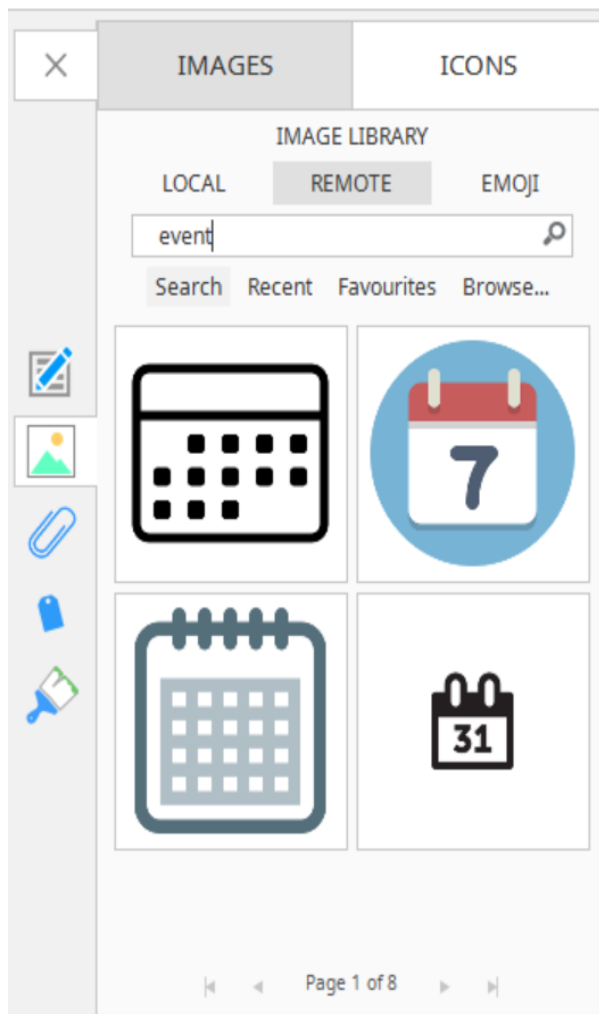 IMAGES ICONS
IMAGE LIBRARY
LOCAL REMOTE EMOJI
event
Search Recent Favourites Browse...
7
31
Page 1 of 8